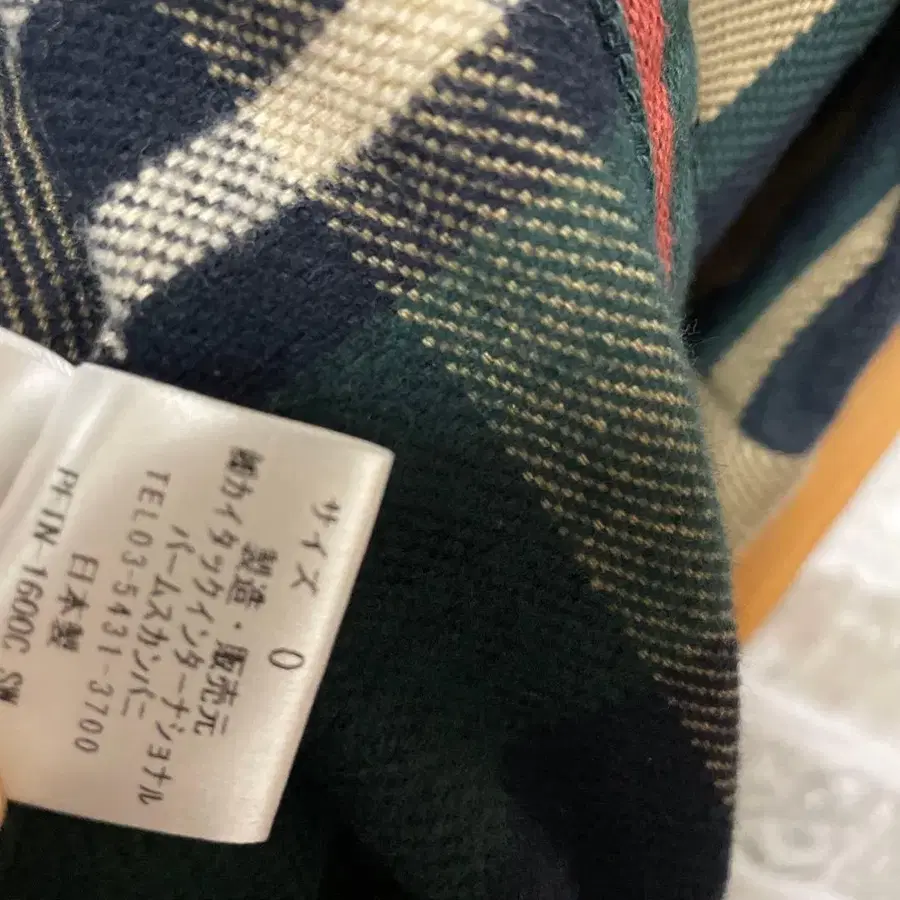 サイズ 0
製造・販売元
㈱カイタックインターナショナル
パームスカンパニ
TEL03-5431-3700
日本製
PF-IN-1600C SW